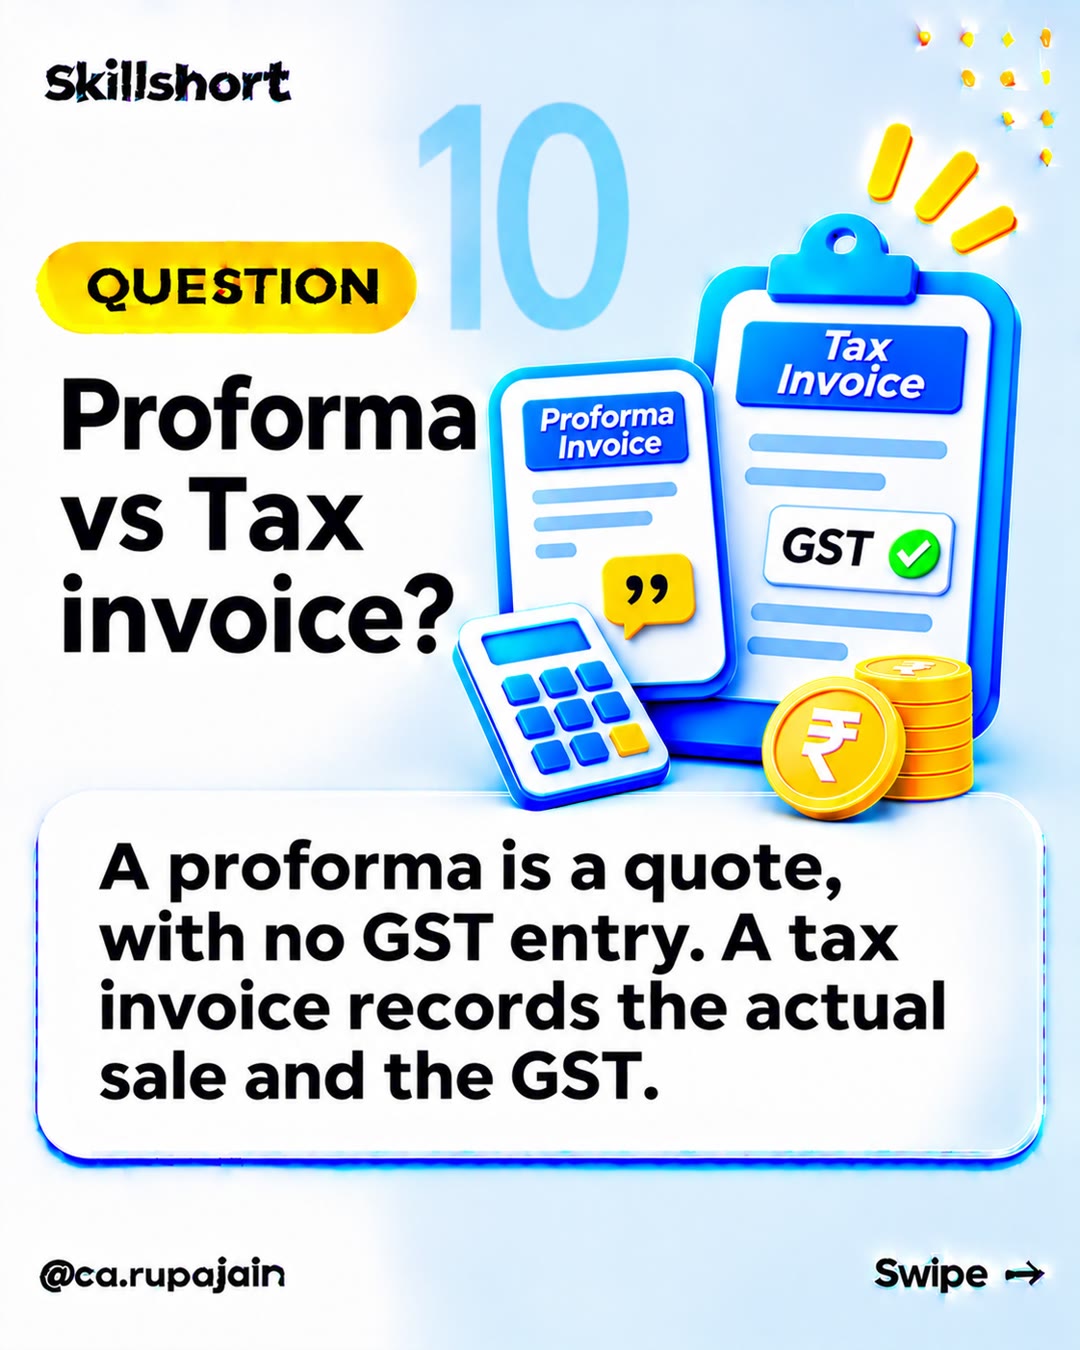 Skillshort
10
QUESTION
Proforma
vs Tax
invoice?
Proforma
Invoice
”
Tax
Invoice
GST
₹
₹
A proforma is a quote,
with no GST entry. A tax
invoice records the actual
sale and the GST.
@ca.rupajain
Swipe →